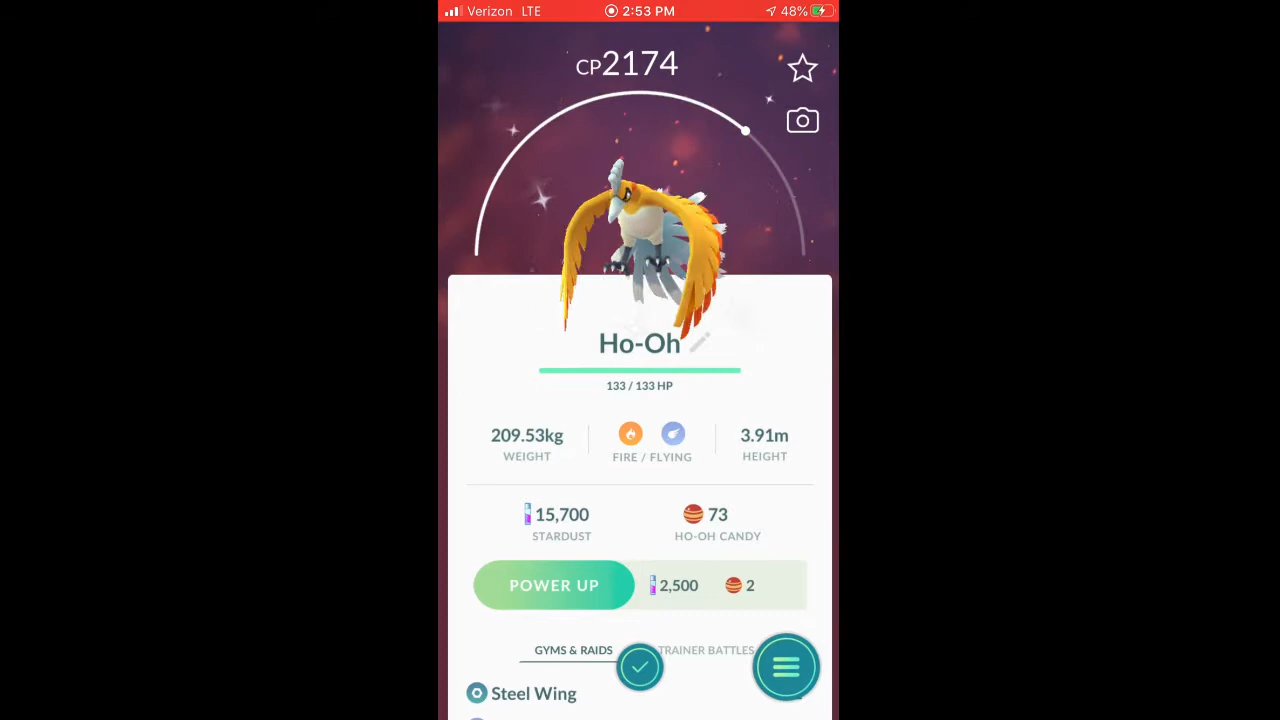 Verizon LTE 2:53 PM 48%
CP2174
Ho-Oh
133 / 133 HP
209.53kg 3.91m
WEIGHT FIRE / FLYING HEIGHT
15,700 73
STARDUST HO-OH CANDY
POWER UP 2,500 2
GYMS & RAIDS TRAINER BATTLES
Steel Wing